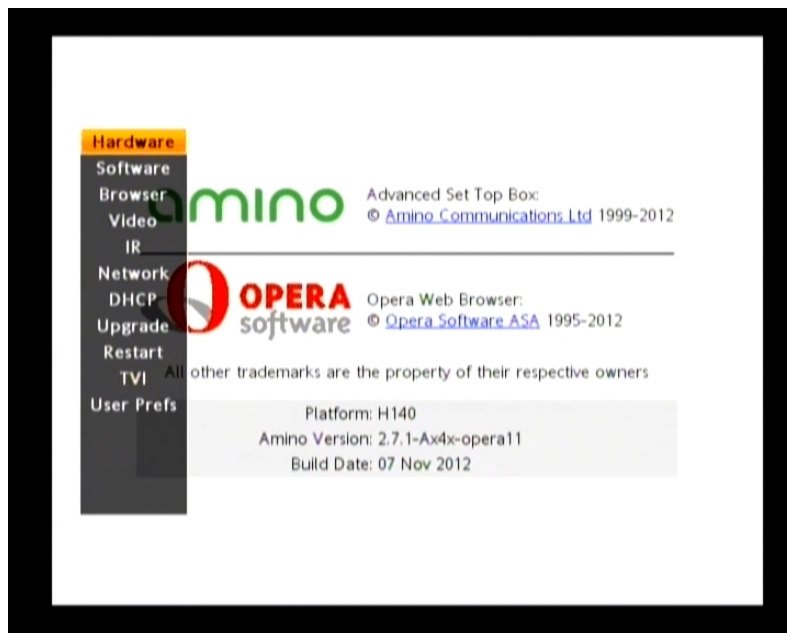 Hardware
Software
Browser
Video
IR
Network
DHCP
Upgrade
Restart
TVI
User Prefs
amino
Advanced Set Top Box:
© Amino Communications Ltd 1999-2012
OPERA
software
Opera Web Browser:
© Opera Software ASA 1995-2012
All other trademarks are the property of their respective owners
Platform: H140
Amino Version: 2.7.1-Ax4x-opera11
Build Date: 07 Nov 2012